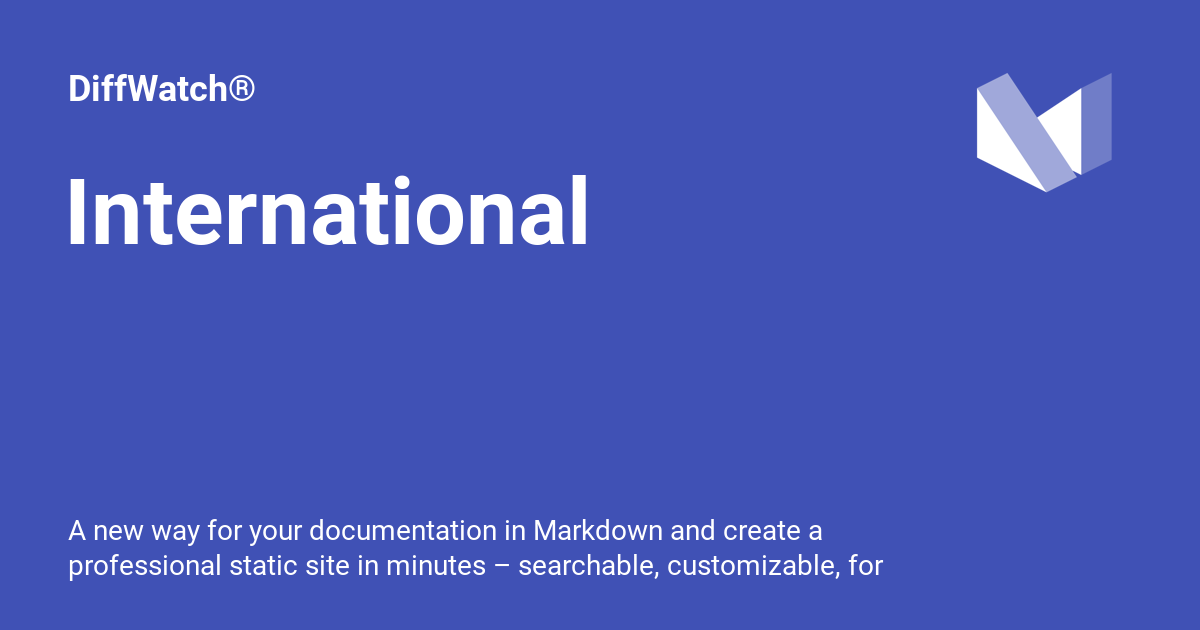 DiffWatch®
International
A new way for your documentation in Markdown and create a
professional static site in minutes – searchable, customizable, for